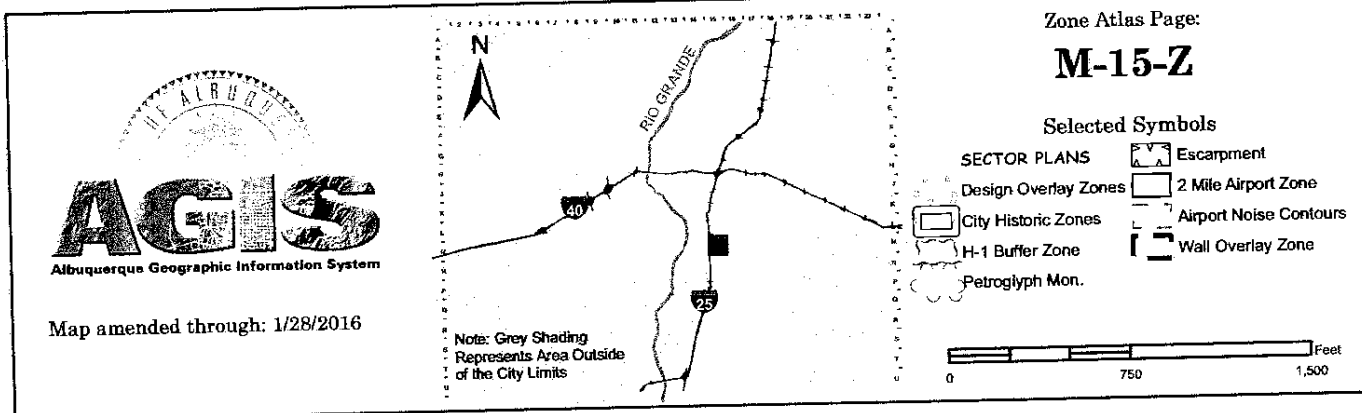 HE ALBUQUE
AGIS
Albuquerque Geographic Information System
Map amended through: 1/28/2016
N
RIO GRANDE
40
25
Note: Grey Shading
Represents Area Outside
of the City Limits
Zone Atlas Page:
M-15-Z
Selected Symbols
SECTOR PLANS
Escarpment
Design Overlay Zones
2 Mile Airport Zone
City Historic Zones
Airport Noise Contours
H-1 Buffer Zone
Wall Overlay Zone
Petroglyph Mon.
Feet
0
750
1,500